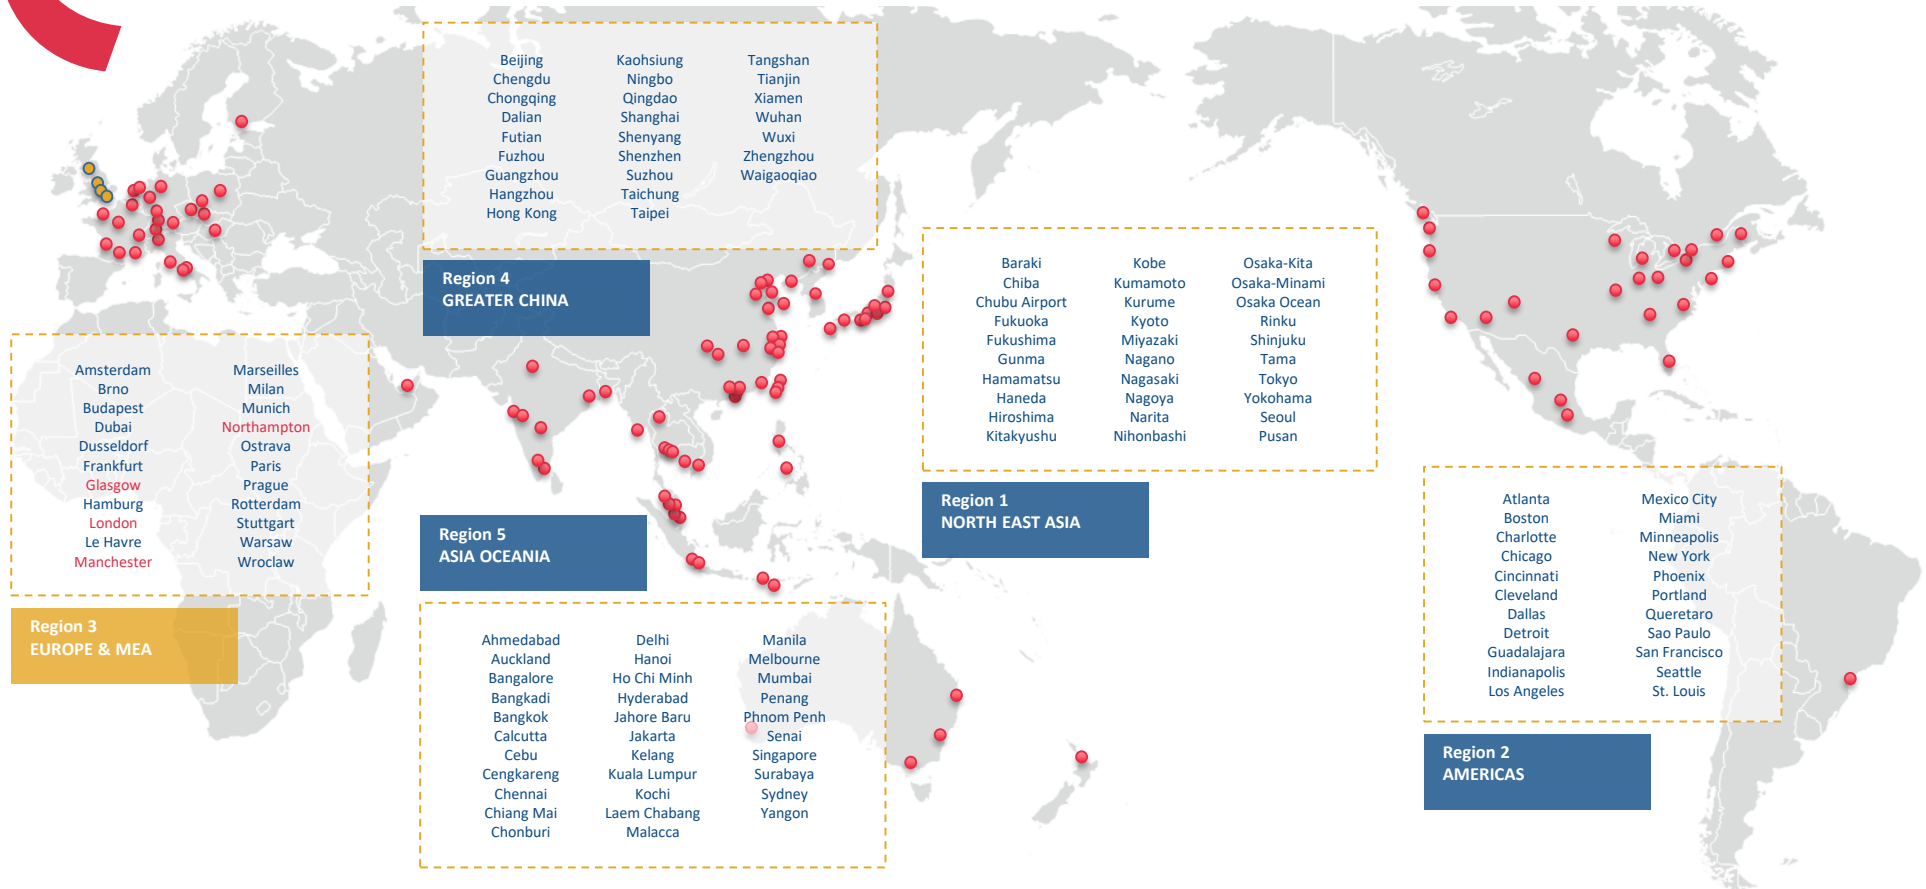 Beijing
Chengdu
Chongqing
Dalian
Futian
Fuzhou
Guangzhou
Hangzhou
Hong Kong
Kaohsiung
Ningbo
Qingdao
Shanghai
Shenyang
Shenzhen
Suzhou
Taichung
Taipei
Tangshan
Tianjin
Xiamen
Wuhan
Wuxi
Zhengzhou
Waigaoqiao
Region 4
GREATER CHINA
Baraki
Chiba
Chubu Airport
Fukuoka
Fukushima
Gunma
Hamamatsu
Haneda
Hiroshima
Kitakyushu
Kobe
Kumamoto
Kurume
Kyoto
Miyazaki
Nagano
Nagasaki
Nagoya
Narita
Nihonbashi
Osaka-Kita
Osaka-Minami
Osaka Ocean
Rinku
Shinjuku
Tama
Tokyo
Yokohama
Seoul
Pusan
Region 1
NORTH EAST ASIA
Amsterdam
Brno
Budapest
Dubai
Dusseldorf
Frankfurt
Glasgow
Hamburg
London
Le Havre
Manchester
Marseilles
Milan
Munich
Northampton
Ostrava
Paris
Prague
Rotterdam
Stuttgart
Warsaw
Wroclaw
Region 3
EUROPE & MEA
Region 5
ASIA OCEANIA
Ahmedabad
Auckland
Bangalore
Bangkadi
Bangkok
Calcutta
Cebu
Cengkareng
Chennai
Chiang Mai
Chonburi
Delhi
Hanoi
Ho Chi Minh
Hyderabad
Jahore Baru
Jakarta
Kelang
Kuala Lumpur
Kochi
Laem Chabang
Malacca
Manila
Melbourne
Mumbai
Penang
Phnom Penh
Senai
Singapore
Surabaya
Sydney
Yangon
Atlanta
Boston
Charlotte
Chicago
Cincinnati
Cleveland
Dallas
Detroit
Guadalajara
Indianapolis
Los Angeles
Mexico City
Miami
Minneapolis
New York
Phoenix
Portland
Queretaro
Sao Paulo
San Francisco
Seattle
St. Louis
Region 2
AMERICAS